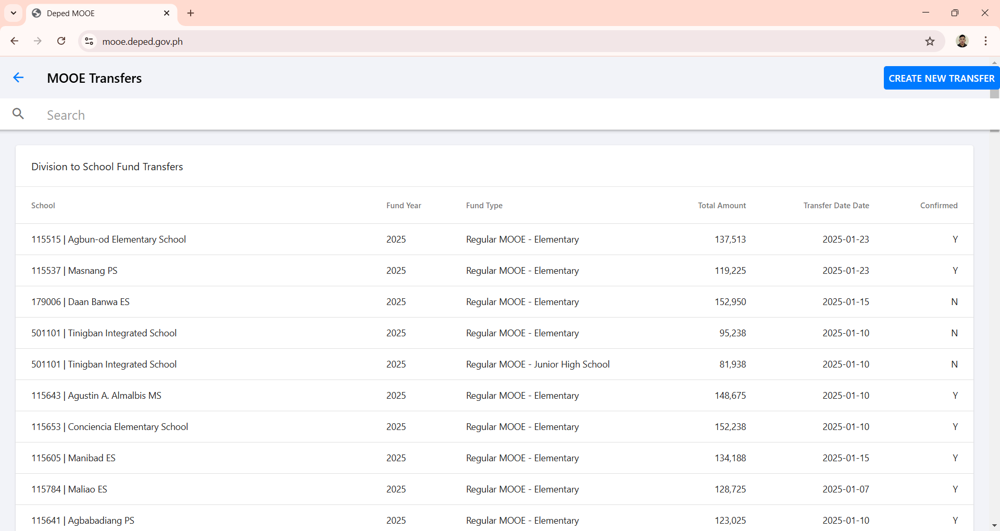 Deped MOOE
mooe.deped.gov.ph
MOOE Transfers
CREATE NEW TRANSFER
Search
Division to School Fund Transfers
School Fund Year Fund Type Total Amount Transfer Date Date Confirmed
115515 | Agbun-od Elementary School 2025 Regular MOOE - Elementary 137,513 2025-01-23 Y
115537 | Masnang PS 2025 Regular MOOE - Elementary 119,225 2025-01-23 Y
179006 | Daan Banwa ES 2025 Regular MOOE - Elementary 152,950 2025-01-15 N
501101 | Tinigban Integrated School 2025 Regular MOOE - Elementary 95,238 2025-01-10 N
501101 | Tinigban Integrated School 2025 Regular MOOE - Junior High School 81,938 2025-01-10 N
115643 | Agustin A. Almalbis MS 2025 Regular MOOE - Elementary 148,675 2025-01-10 Y
115653 | Conciencia Elementary School 2025 Regular MOOE - Elementary 152,238 2025-01-10 Y
115605 | Manibad ES 2025 Regular MOOE - Elementary 134,188 2025-01-15 Y
115784 | Maliao ES 2025 Regular MOOE - Elementary 128,725 2025-01-07 Y
115641 | Agbabadiang PS 2025 Regular MOOE - Elementary 123,025 2025-01-10 Y